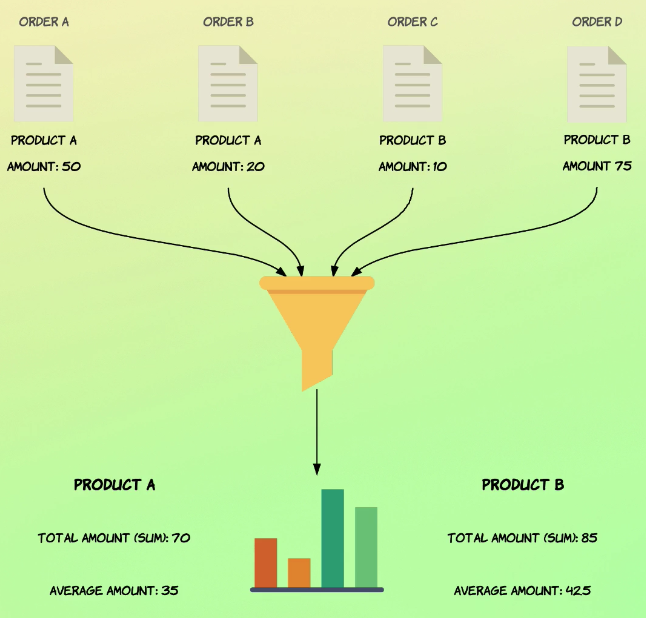 ORDER A
ORDER B
ORDER C
ORDER D
PRODUCT A
PRODUCT A
PRODUCT B
PRODUCT B
AMOUNT: 50
AMOUNT: 20
AMOUNT: 10
AMOUNT 75
PRODUCT A
PRODUCT B
TOTAL AMOUNT (SUM): 70
TOTAL AMOUNT (SUM): 85
AVERAGE AMOUNT: 35
AVERAGE AMOUNT: 42.5